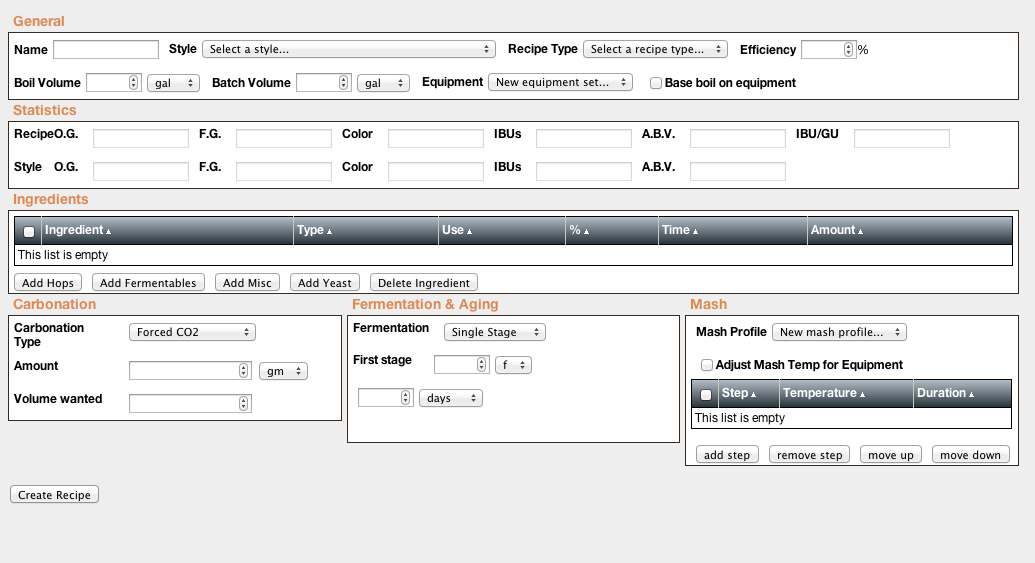 General
Name Style Select a style... Recipe Type Select a recipe type... Efficiency %
Boil Volume gal Batch Volume gal Equipment New equipment set... Base boil on equipment
Statistics
RecipeO.G. F.G. Color IBUs A.B.V. IBU/GU
Style O.G. F.G. Color IBUs A.B.V.
Ingredients
Ingredient Type Use % Time Amount
This list is empty
Add Hops Add Fermentables Add Misc Add Yeast Delete Ingredient
Carbonation
Carbonation Type Forced CO2
Amount gm
Volume wanted
Fermentation & Aging
Fermentation Single Stage
First stage f
days
Mash
Mash Profile New mash profile...
Adjust Mash Temp for Equipment
Step Temperature Duration
This list is empty
add step remove step move up move down
Create Recipe